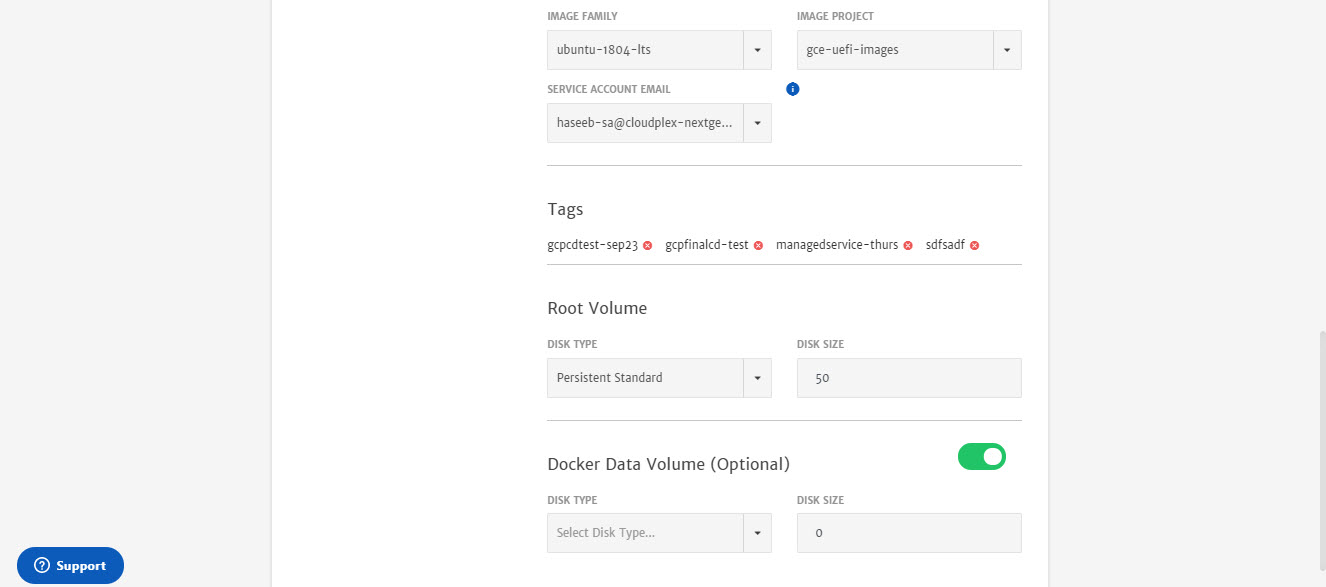 IMAGE FAMILY IMAGE PROJECT
ubuntu-1804-lts gce-uefi-images
SERVICE ACCOUNT EMAIL
haseeb-sa@cloudplex-nextge...
Tags
gcpcdtest-sep23 gcpfinalcd-test managedservice-thurs sdfsadf
Root Volume
DISK TYPE DISK SIZE
Persistent Standard 50
Docker Data Volume (Optional)
DISK TYPE DISK SIZE
Select Disk Type... 0
Support